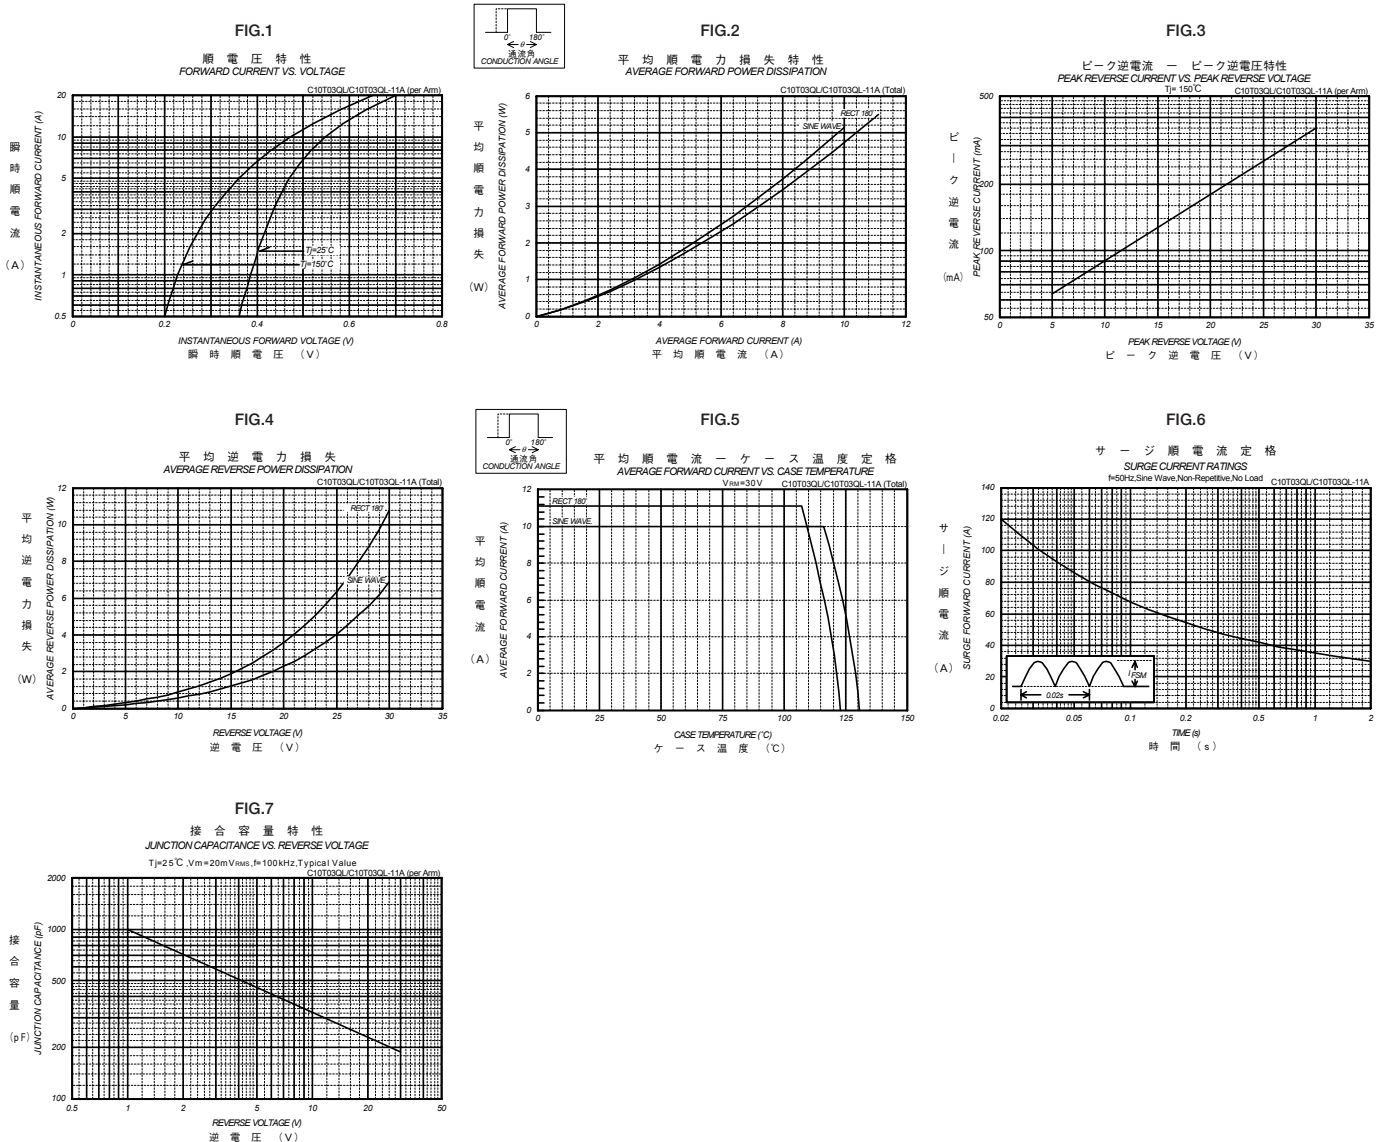 FIG.1
順電圧特性
FORWARD CURRENT VS. VOLTAGE
C10T03QL/C10T03QL-11A (per Arm)
瞬時順電流 (A)
INSTANTANEOUS FORWARD CURRENT (A)
20
10
5
2
1
0.5
Tj=25°C
Tj=150°C
0 0.2 0.4 0.6 0.8
INSTANTANEOUS FORWARD VOLTAGE (V)
瞬時順電圧 (V)
0° 180°
θ
通流角
CONDUCTION ANGLE
FIG.2
平均順電力損失特性
AVERAGE FORWARD POWER DISSIPATION
C10T03QL/C10T03QL-11A (Total)
平均順電力損失 (W)
AVERAGE FORWARD POWER DISSIPATION (W)
6
5
4
3
2
1
0
RECT 180°
SINE WAVE
0 2 4 6 8 10 12
AVERAGE FORWARD CURRENT (A)
平均順電流 (A)
FIG.3
ピーク逆電流 ー ピーク逆電圧特性
PEAK REVERSE CURRENT VS. PEAK REVERSE VOLTAGE
Tj= 150°C
C10T03QL/C10T03QL-11A (per Arm)
ピーク逆電流 (mA)
PEAK REVERSE CURRENT (mA)
500
200
100
50
0 5 10 15 20 25 30 35
PEAK REVERSE VOLTAGE (V)
ピーク逆電圧 (V)
FIG.4
平均逆電力損失
AVERAGE REVERSE POWER DISSIPATION
C10T03QL/C10T03QL-11A (Total)
平均逆電力損失 (W)
AVERAGE REVERSE POWER DISSIPATION (W)
12
10
8
6
4
2
0
RECT 180°
SINE WAVE
0 5 10 15 20 25 30 35
REVERSE VOLTAGE (V)
逆電圧 (V)
0° 180°
θ
通流角
CONDUCTION ANGLE
FIG.5
平均順電流ーケース温度定格
AVERAGE FORWARD CURRENT VS. CASE TEMPERATURE
VRM=30V
C10T03QL/C10T03QL-11A (Total)
平均順電流 (A)
AVERAGE FORWARD CURRENT (A)
12
10
8
6
4
2
0
RECT 180°
SINE WAVE
0 25 50 75 100 125 150
CASE TEMPERATURE (°C)
ケース温度 (℃)
FIG.6
サージ順電流定格
SURGE CURRENT RATINGS
f=50Hz,Sine Wave,Non-Repetitive,No Load
C10T03QL/C10T03QL-11A
サージ順電流 (A)
SURGE FORWARD CURRENT (A)
140
120
100
80
60
40
20
0
IFSM
0.02s
0.02 0.05 0.1 0.2 0.5 1 2
TIME (s)
時間 (s)
FIG.7
接合容量特性
JUNCTION CAPACITANCE VS. REVERSE VOLTAGE
Tj=25℃,Vm=20mVRMS,f=100kHz,Typical Value
C10T03QL/C10T03QL-11A (per Arm)
接合容量 (pF)
JUNCTION CAPACITANCE (pF)
2000
1000
500
200
100
0.5 1 2 5 10 20 50
REVERSE VOLTAGE (V)
逆電圧 (V)